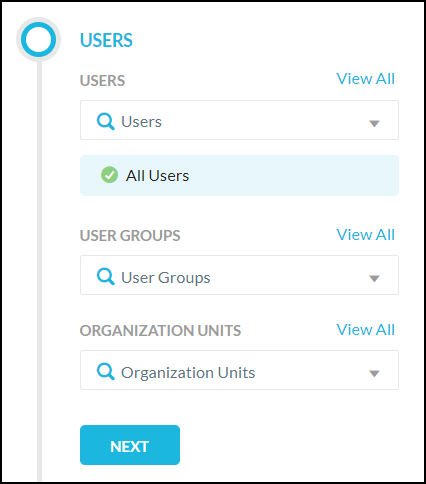 USERS
USERS View All
Users
All Users
USER GROUPS View All
User Groups
ORGANIZATION UNITS View All
Organization Units
NEXT